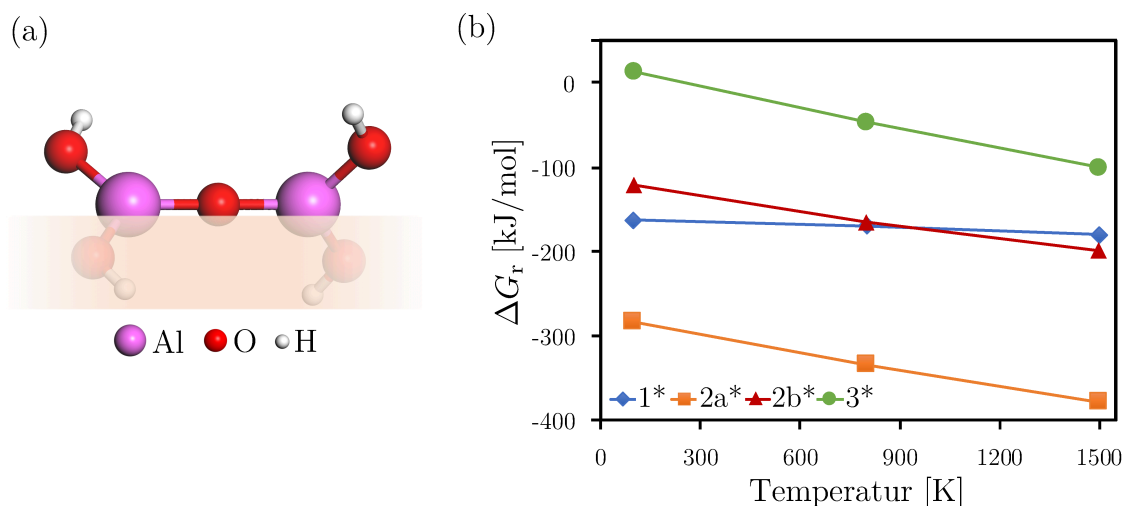 (a)
Al O H
(b)
ΔG_r [kJ/mol]
0
-100
-200
-300
-400
1* 2a* 2b* 3*
0 300 600 900 1200 1500
Temperatur [K]